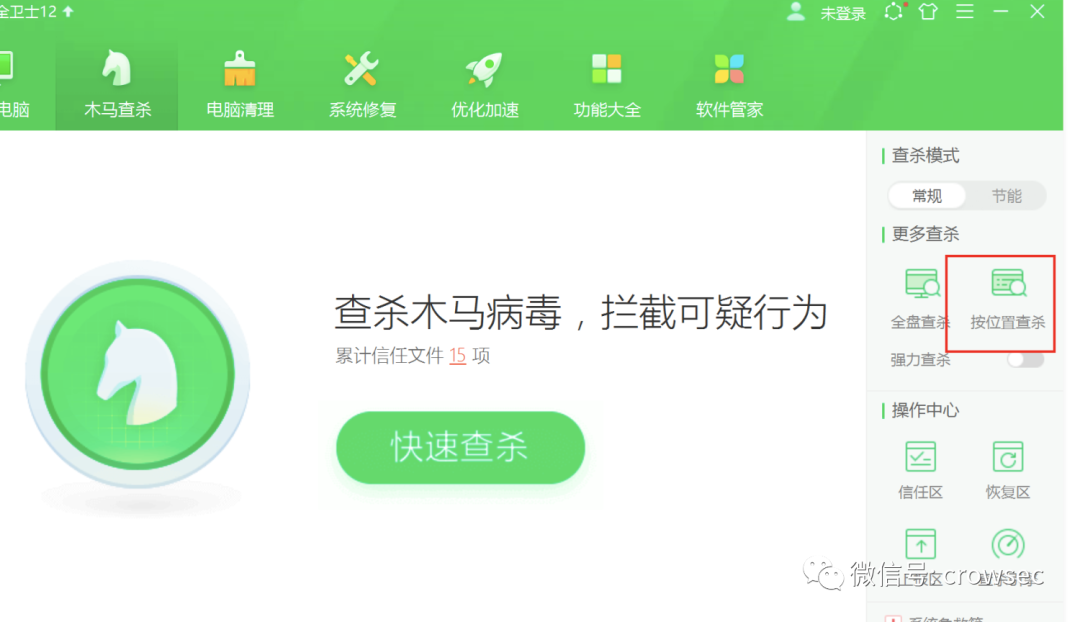 全卫士12
未登录
电脑
木马查杀
电脑清理
系统修复
优化加速
功能大全
软件管家
查杀模式
常规
节能
更多查杀
全盘查杀
按位置查杀
强力查杀
查杀木马病毒，拦截可疑行为
累计信任文件 15 项
快速查杀
操作中心
信任区
恢复区
微信号: crowsec